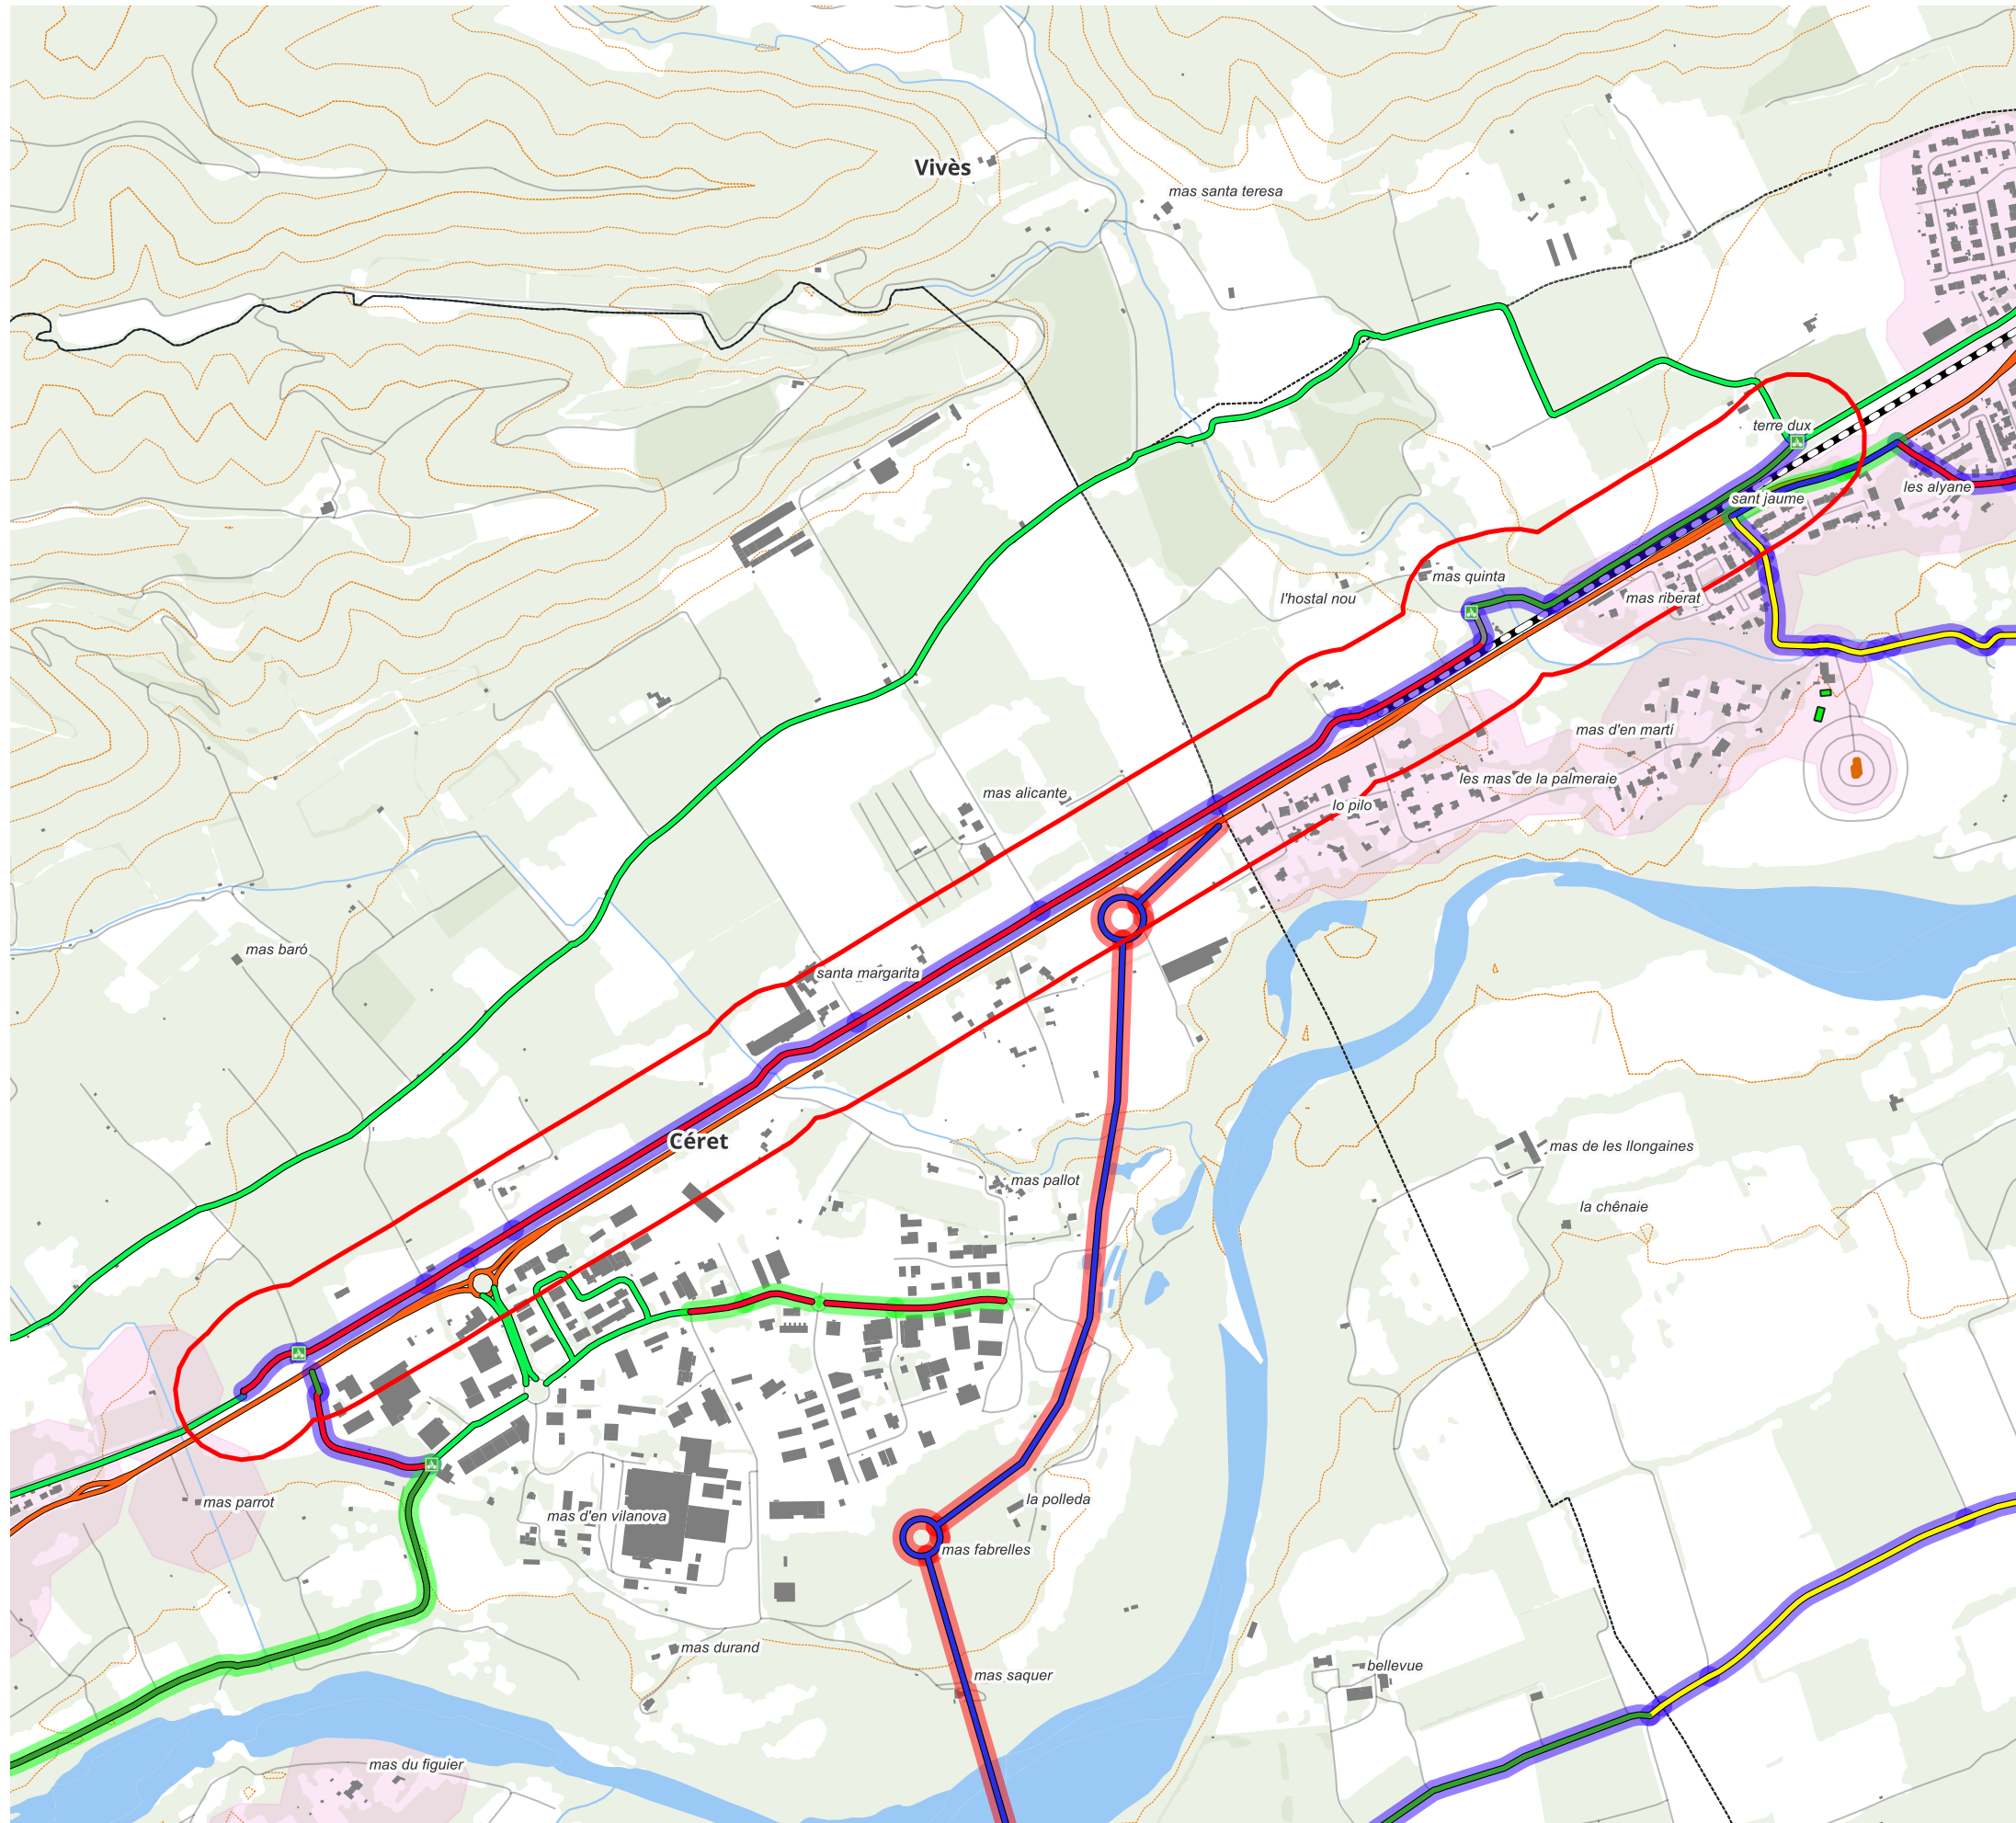 Vivès
mas santa teresa
terre dux
les alyane
sant jaume
mas quinta
l'hostal nou
mas riberat
mas d'en martí
les mas de la palmeraie
mas alicante
lo pilo
mas baró
santa margarita
Céret
mas de les llongaines
mas pallot
la chênaie
mas parrot
la polleda
mas d'en vilanova
mas fabrelles
mas durand
bellevue
mas saquer
mas du figuier